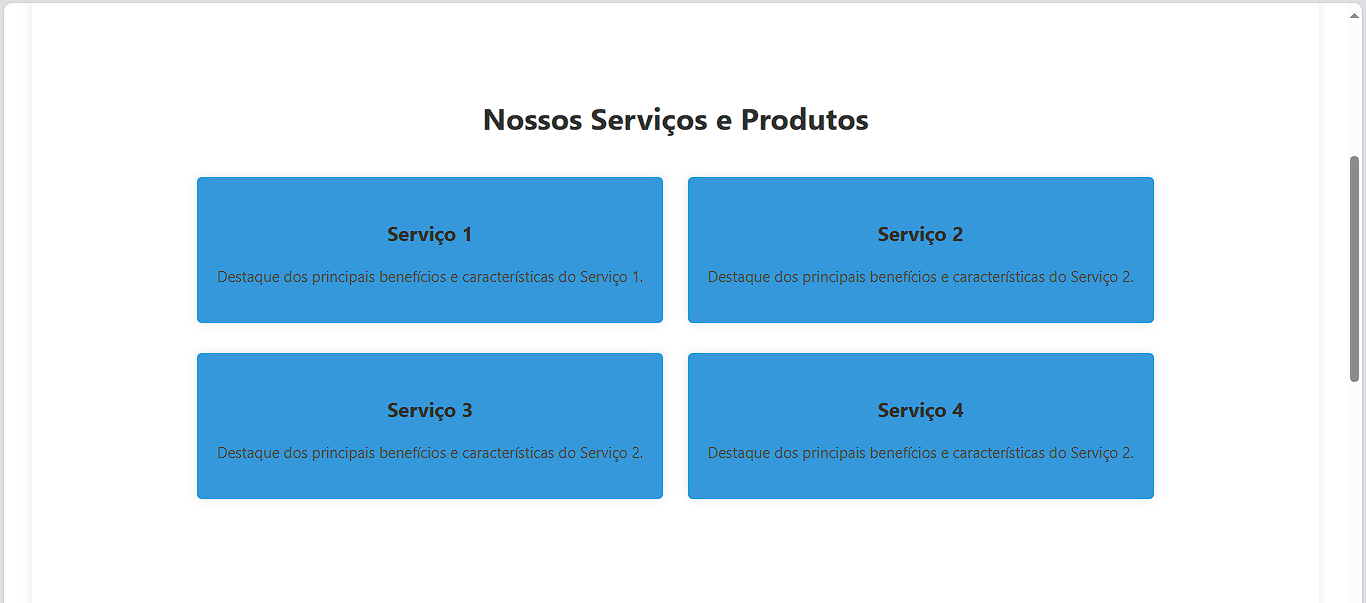 Nossos Serviços e Produtos
Serviço 1
Destaque dos principais benefícios e características do Serviço 1.
Serviço 2
Destaque dos principais benefícios e características do Serviço 2.
Serviço 3
Destaque dos principais benefícios e características do Serviço 2.
Serviço 4
Destaque dos principais benefícios e características do Serviço 2.